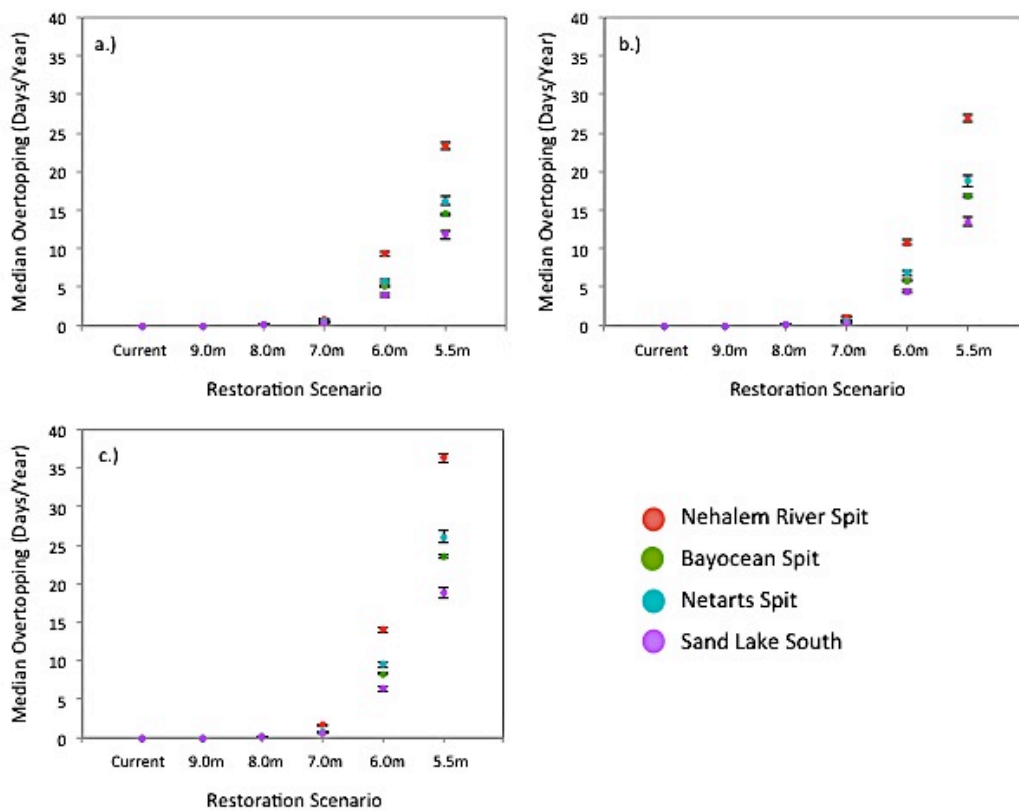 a.)
Median Overtopping (Days/Year)
40
35
30
25
20
15
10
5
0
Current 9.0m 8.0m 7.0m 6.0m 5.5m
Restoration Scenario
b.)
Median Overtopping (Days/Year)
40
35
30
25
20
15
10
5
0
Current 9.0m 8.0m 7.0m 6.0m 5.5m
Restoration Scenario
c.)
Median Overtopping (Days/Year)
40
35
30
25
20
15
10
5
0
Current 9.0m 8.0m 7.0m 6.0m 5.5m
Restoration Scenario
Nehalem River Spit
Bayocean Spit
Netarts Spit
Sand Lake South